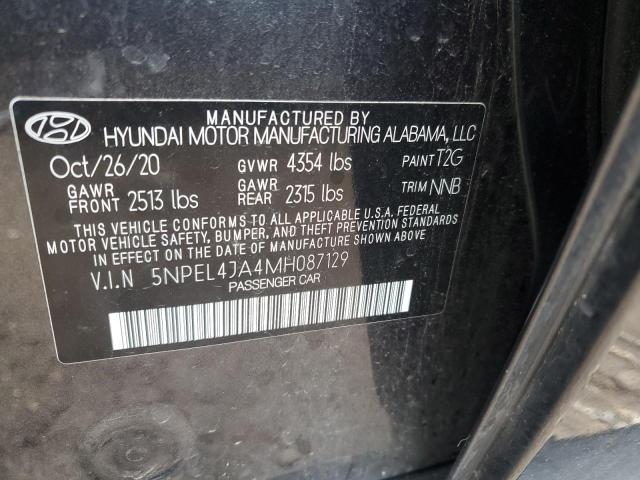 MANUFACTURED BY
HYUNDAI MOTOR MANUFACTURING ALABAMA, LLC
Oct/26/20 GVWR 4354 lbs PAINT T2G
GAWR FRONT 2513 lbs GAWR REAR 2315 lbs TRIM NNB
THIS VEHICLE CONFORMS TO ALL APPLICABLE U.S.A. FEDERAL
MOTOR VEHICLE SAFETY, BUMPER, AND THEFT PREVENTION
STANDARDS IN EFFECT ON THE DATE OF MANUFACTURE SHOWN ABOVE.
V.I.N 5NPEL4JA4MH087129
PASSENGER CAR